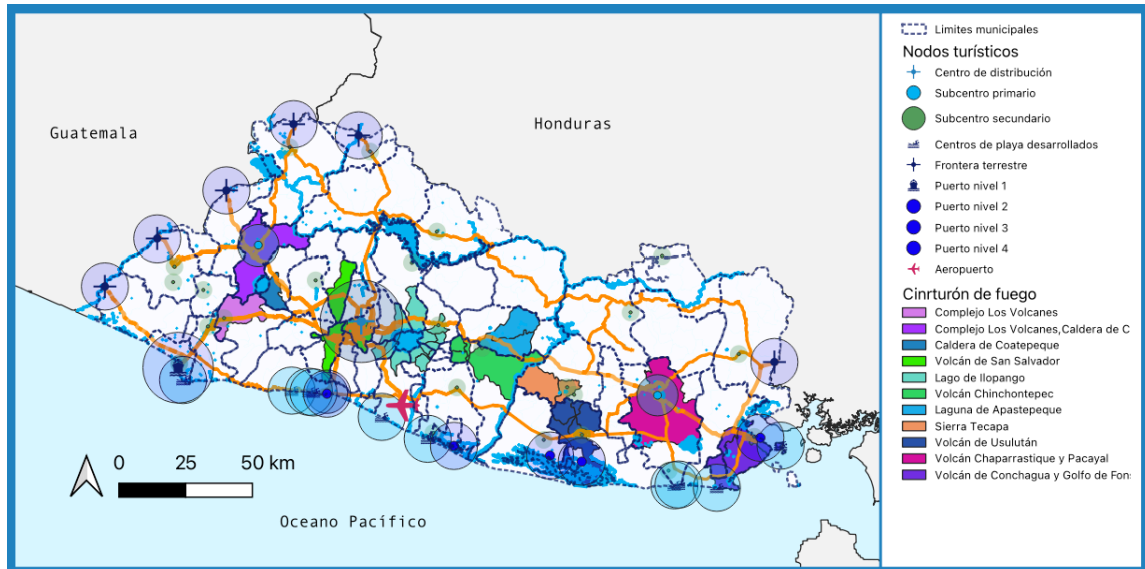 Guatemala
Honduras
0 25 50 km
Oceano Pacífico
Limites municipales
Nodos turísticos
Centro de distribución
Subcentro primario
Subcentro secundario
Centros de playa desarrollados
Frontera terrestre
Puerto nivel 1
Puerto nivel 2
Puerto nivel 3
Puerto nivel 4
Aeropuerto
Cinrturón de fuego
Complejo Los Volcanes
Complejo Los Volcanes,Caldera de C
Caldera de Coatepeque
Volcán de San Salvador
Lago de Ilopango
Volcán Chinchontepec
Laguna de Apastepeque
Sierra Tecapa
Volcán de Usulután
Volcán Chaparrastique y Pacayal
Volcán de Conchagua y Golfo de Fon